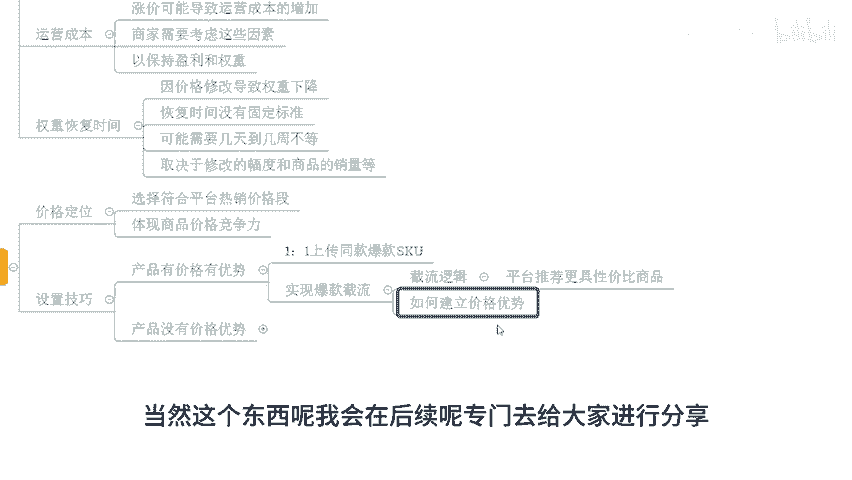 涨价可能导致运营成本的增加
运营成本
商家需要考虑这些因素
以保持盈利和权重
因价格修改导致权重下降
恢复时间没有固定标准
权重恢复时间
可能需要几天到几周不等
取决于修改的幅度和商品的销量等
选择符合平台热销价格段
价格定位
体现商品价格竞争力
1：1上传同款爆款SKU
产品有价格有优势
截流逻辑 平台推荐更具性价比商品
实现爆款截流
设置技巧
如何建立价格优势
产品没有价格优势
当然这个东西呢我会在后续呢专门去给大家进行分享